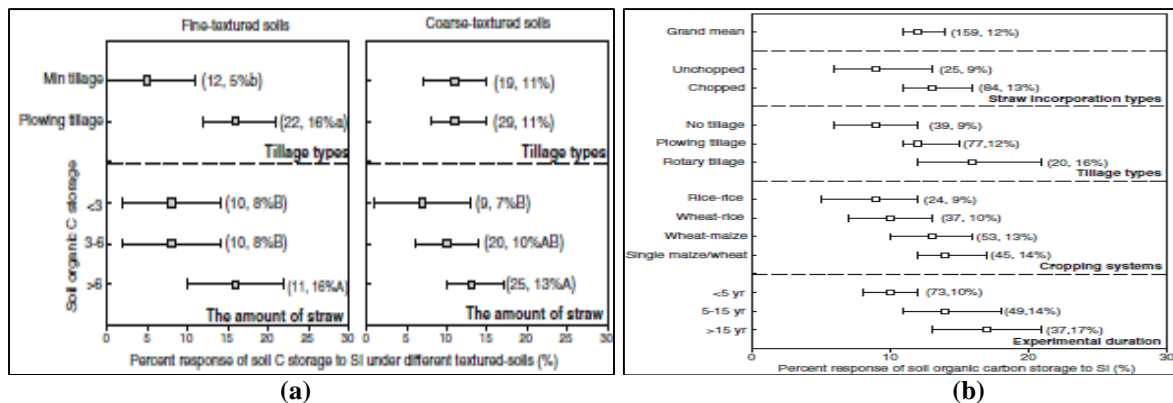 Fine-textured soils
Coarse-textured soils
Min tillage
(12, 5%b)
(19, 11%)
Plowing tillage
(22, 16%a)
(29, 11%)
Tillage types
Tillage types
Soil organic C storage
<3
(10, 8%B)
(9, 7%B)
3-6
(10, 8%B)
(20, 10%AB)
>6
(11, 16%A)
(25, 13%A)
The amount of straw
The amount of straw
0 5 10 15 20 25 30
0 5 10 15 20 25 30
Percent response of soil C storage to SI under different textured-soils (%)
(a)
Grand mean
(159, 12%)
Unchopped
(25, 9%)
Chopped
(84, 13%)
Straw incorporation types
No tillage
(39, 9%)
Plowing tillage
(77,12%)
Rotary tillage
(20, 16%)
Tillage types
Rice-rice
(24, 9%)
Wheat-rice
(37, 10%)
Wheat-maize
(53, 13%)
Single maize/wheat
(45, 14%)
Cropping systems
<5 yr
(73,10%)
5-15 yr
(49,14%)
>15 yr
(37,17%)
Experimental duration
0 10 20 30
Percent response of soil organic carbon storage to SI (%)
(b)